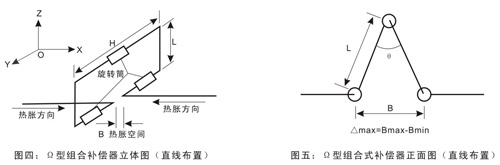 Z
X
O
Y
H
L
旋转筒
热胀方向
B 热胀空间
热胀方向
图四：Ω型组合补偿器立体图（直线布置）
L
θ
B
△max=Bmax-Bmin
图五：Ω型组合式补偿器正面图（直线布置）